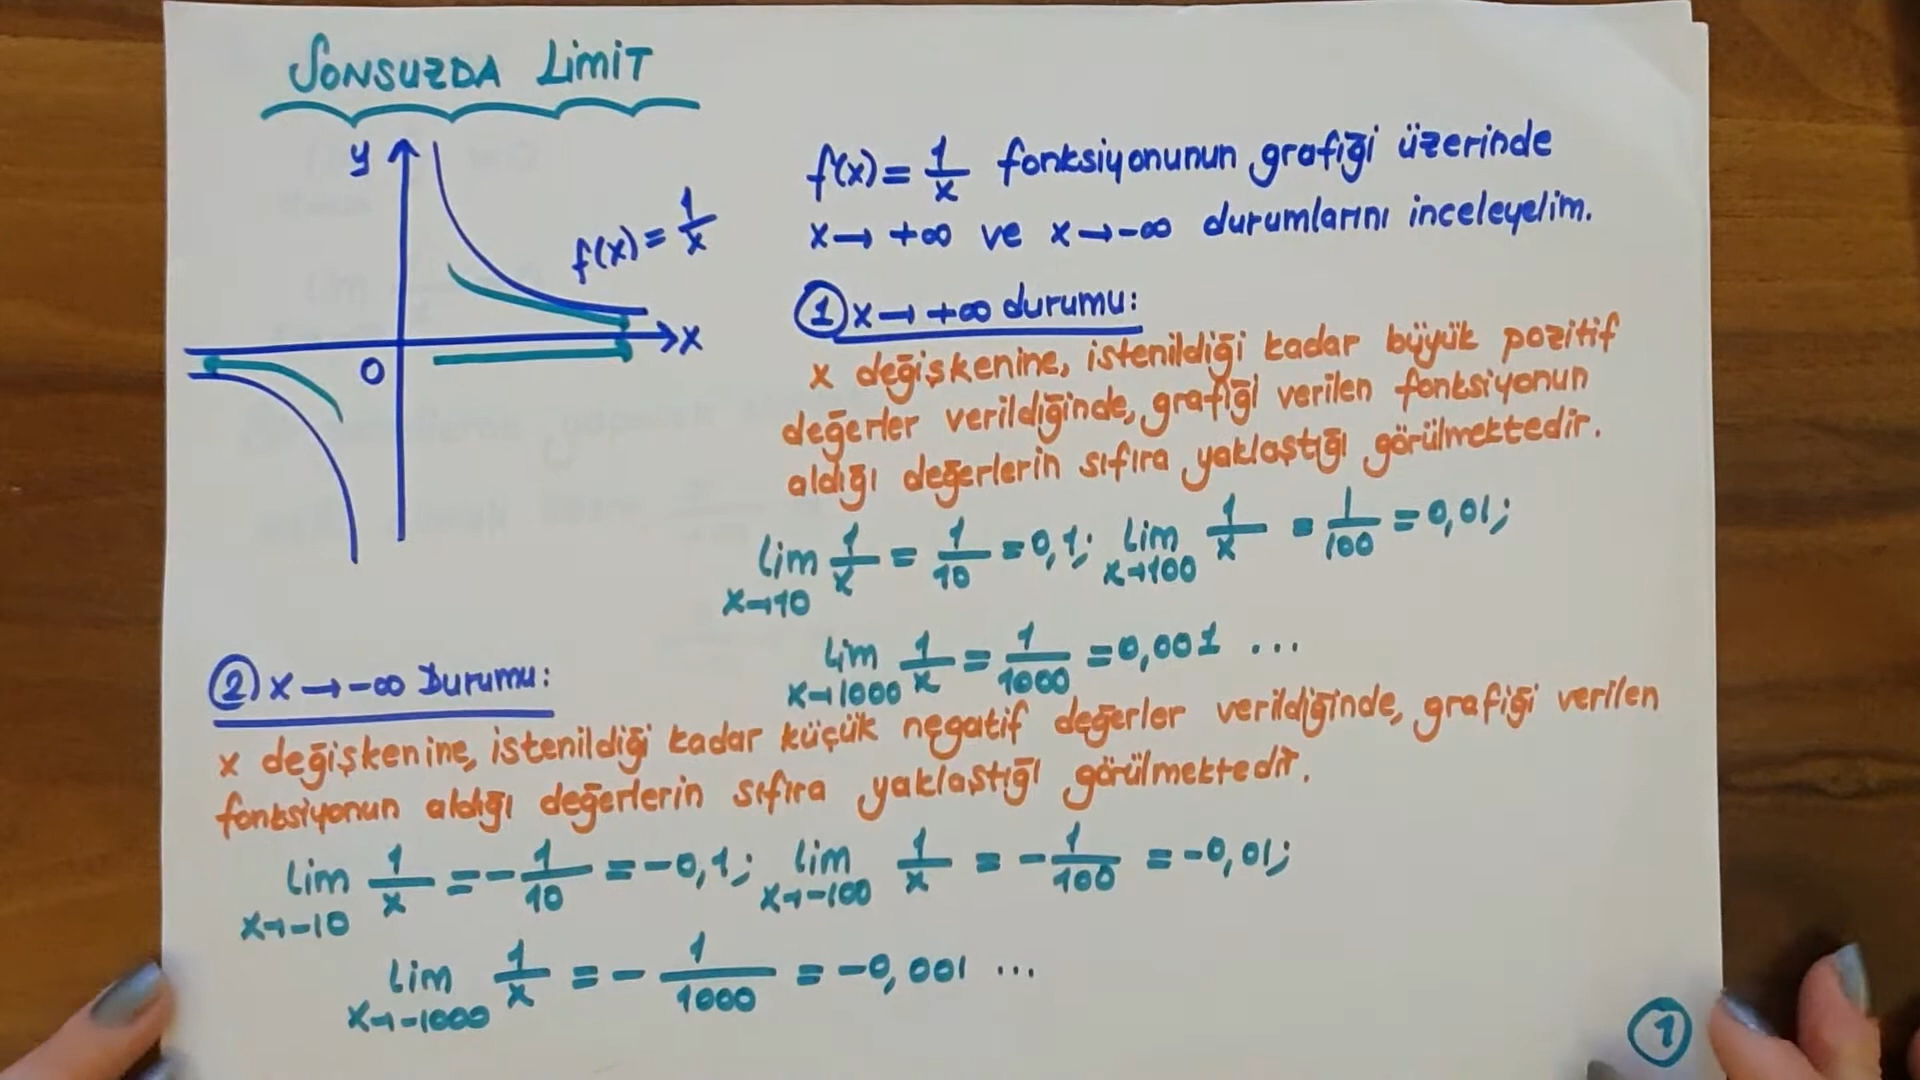 SONSUZDA LİMİT
y
f(x) = 1/x
x
0
f(x) = 1/x fonksiyonunun grafiği üzerinde
x → +∞ ve x → -∞ durumlarını inceleyelim.
① x → +∞ durumu:
x değişkenine, istenildiği kadar büyük pozitif
değerler verildiğinde, grafiği verilen fonksiyonun
aldığı değerlerin sıfıra yaklaştığı görülmektedir.
lim x→10 1/x = 1/10 = 0,1; lim x→100 1/x = 1/100 = 0,01;
lim x→1000 1/x = 1/1000 = 0,001 ...
② x → -∞ Durumu:
x değişkenine, istenildiği kadar küçük negatif değerler verildiğinde, grafiği verilen
fonksiyonun aldığı değerlerin sıfıra yaklaştığı görülmektedir.
lim x→-10 1/x = -1/10 = -0,1; lim x→-100 1/x = -1/100 = -0,01;
lim x→-1000 1/x = -1/1000 = -0,001 ...
①